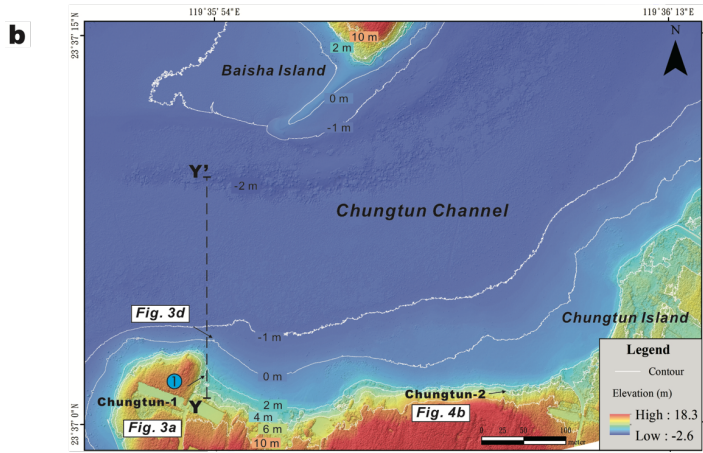 b
119°35'54"E
119°36'13"E
23°37'15"N
10 m
2 m
N
Baisha Island
0 m
-1 m
Y'
-2 m
Chungtun Channel
Fig. 3d
-1 m
Chungtun Island
0 m
I
Chungtun-1
Y
Chungtun-2
Fig. 3a
Fig. 4b
2 m
4 m
6 m
10 m
23°37'0"N
0 25 50 100
meter
Legend
Contour
Elevation (m)
High : 18.3
Low : -2.6